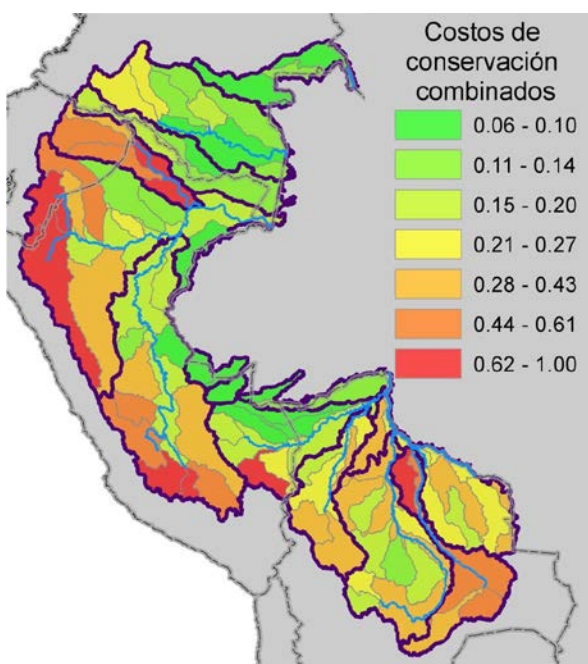 Costos de
conservación
combinados
0.06 - 0.10
0.11 - 0.14
0.15 - 0.20
0.21 - 0.27
0.28 - 0.43
0.44 - 0.61
0.62 - 1.00